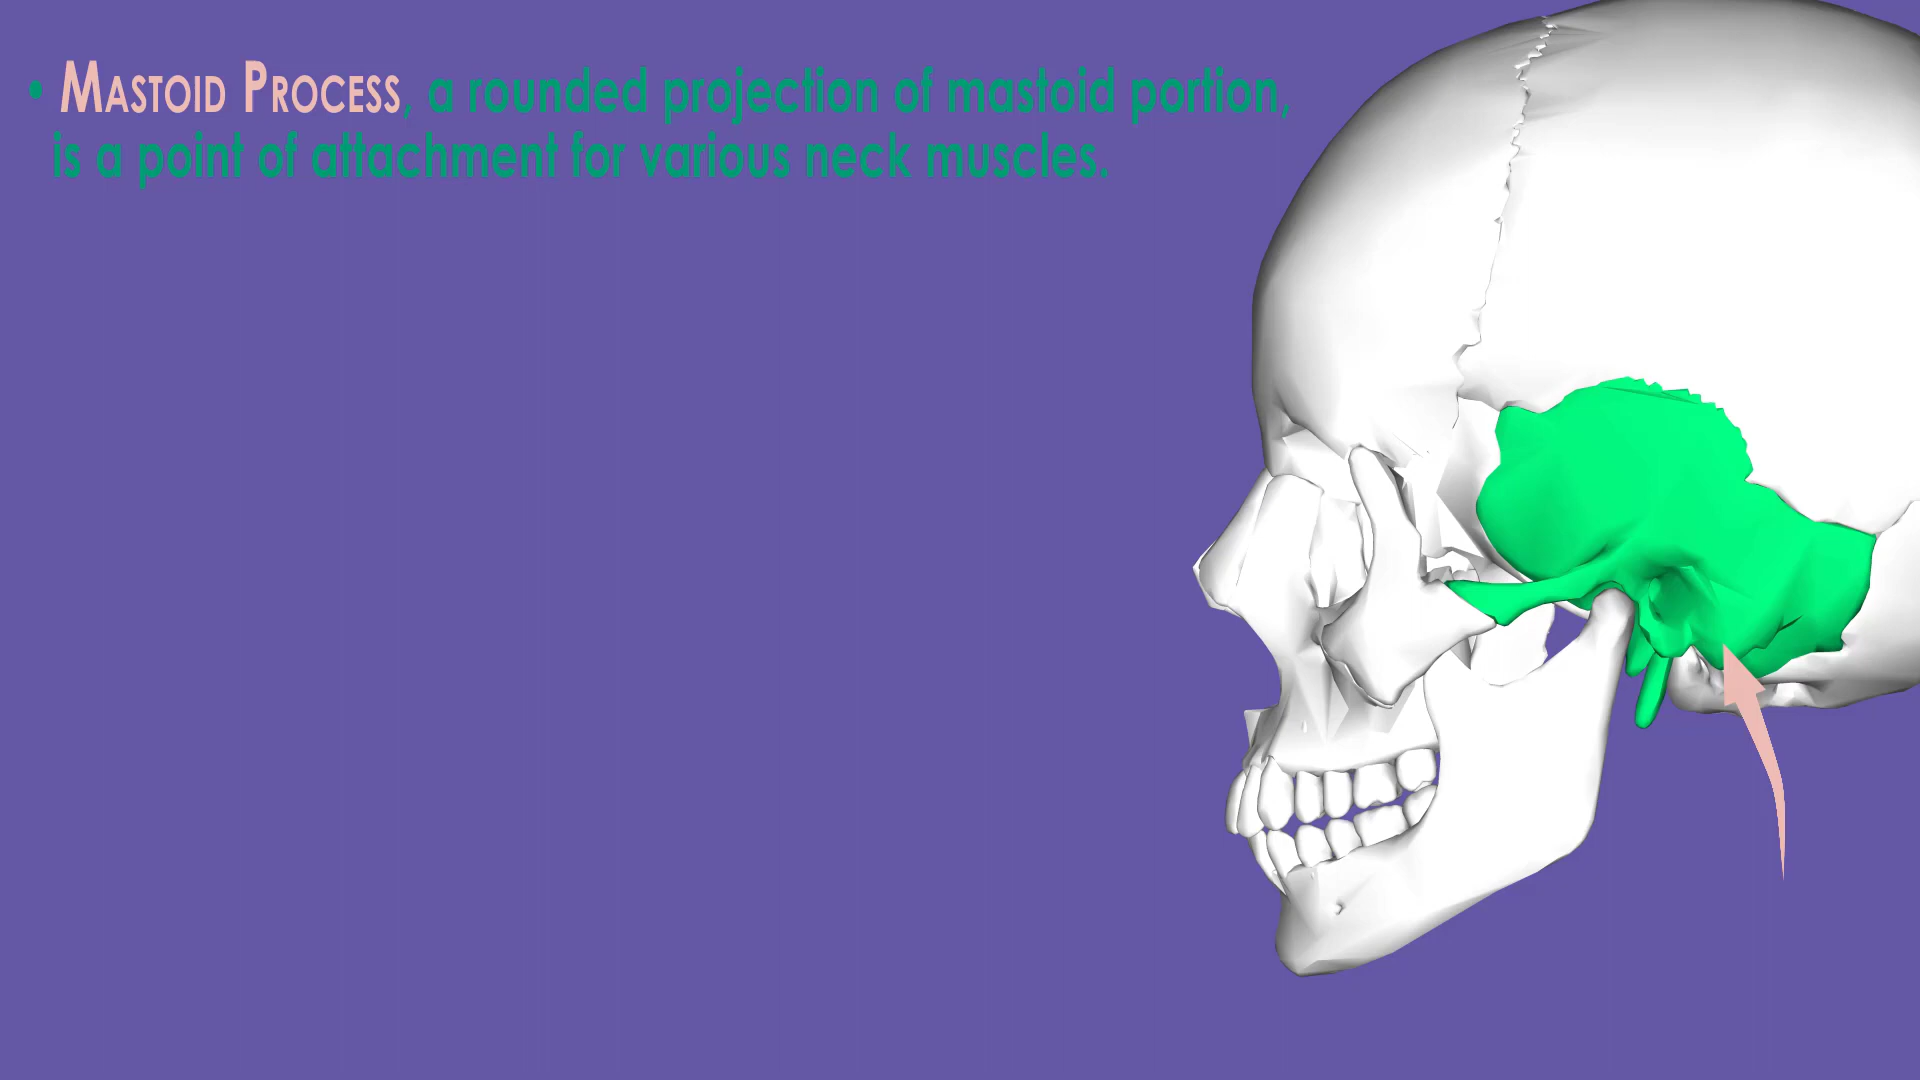 • Mastoid Process, a rounded projection of mastoid portion,
is a point of attachment for various neck muscles.